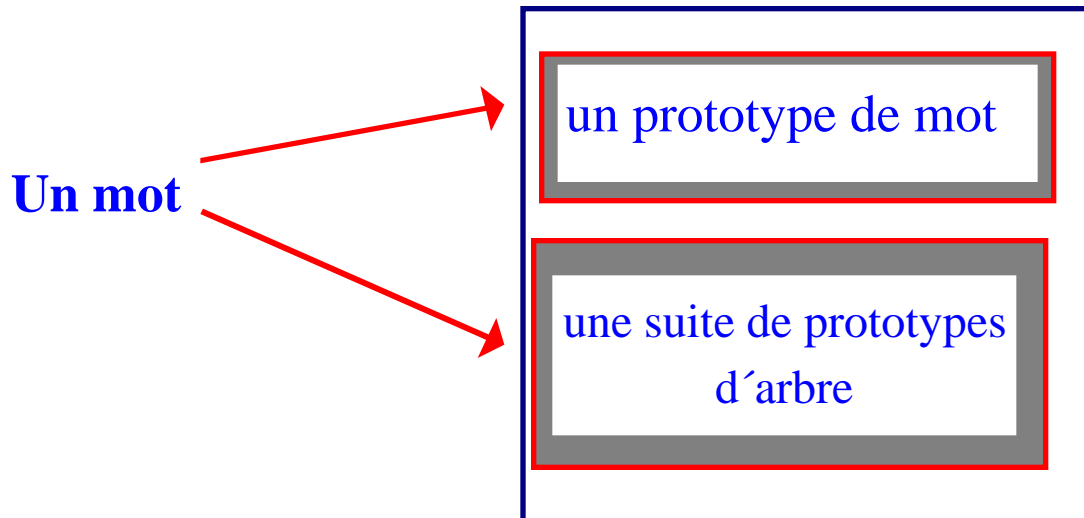 Un mot
un prototype de mot
une suite de prototypes
d´arbre